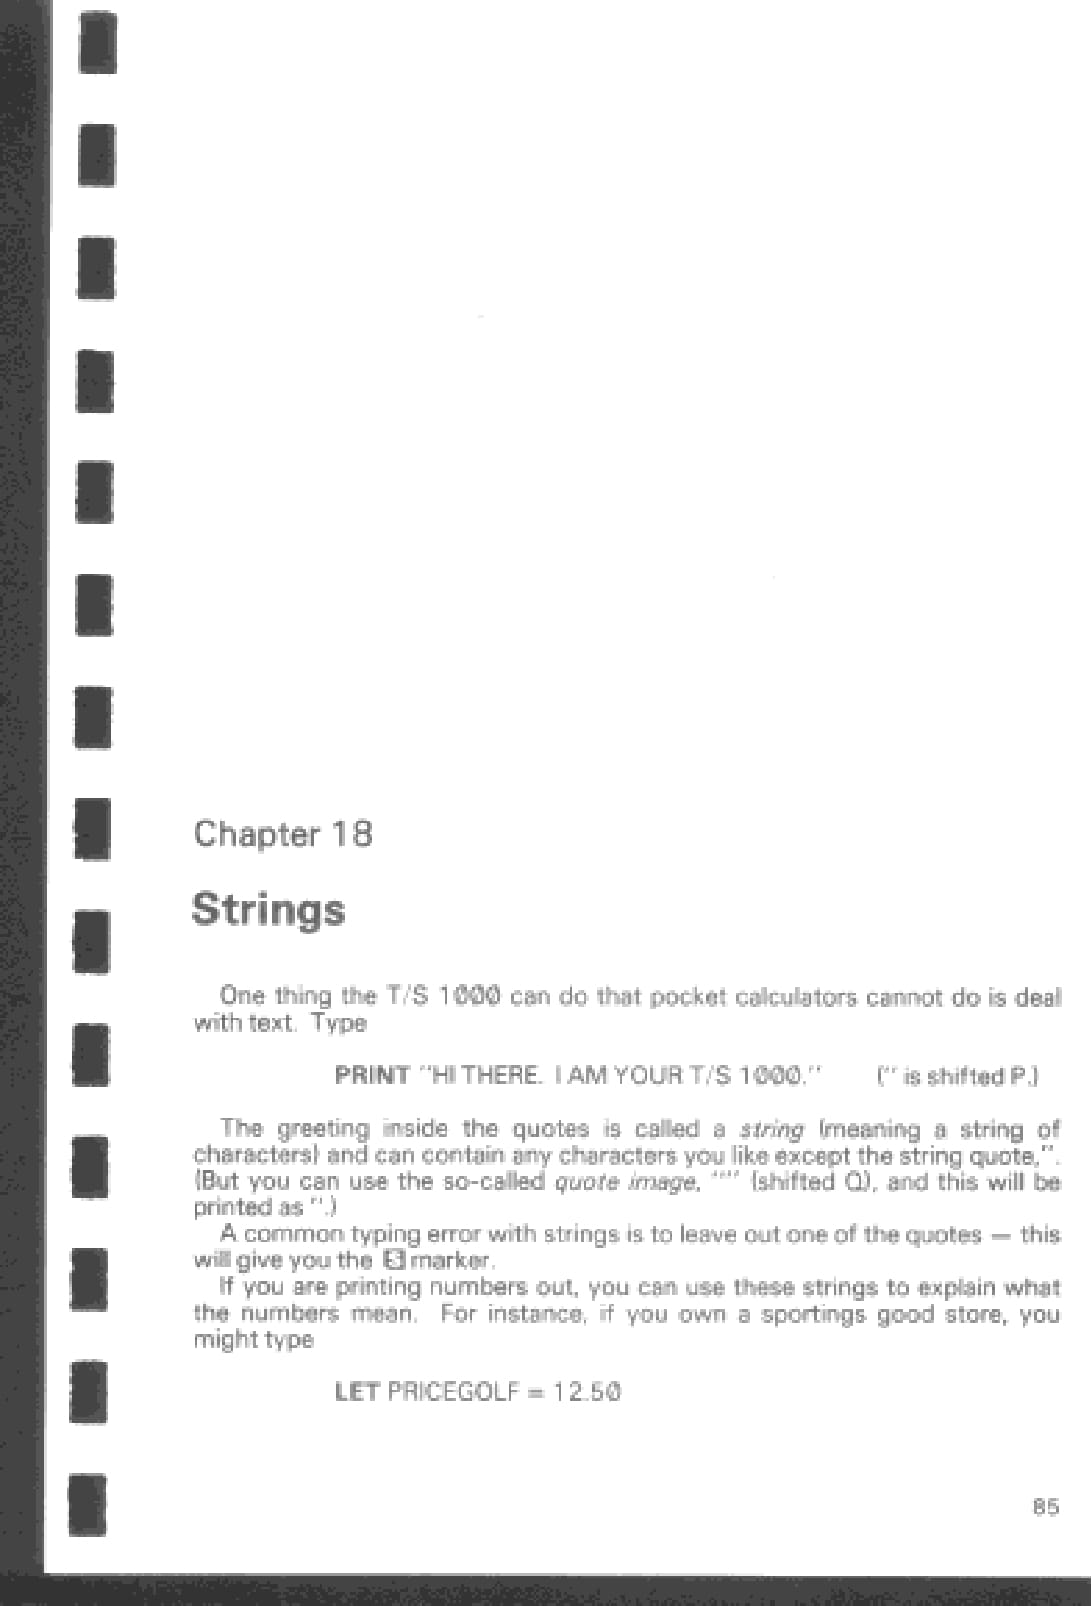 Chapter 18
Strings
One thing the T/S 1000 can do that pocket calculators cannot do is deal
with text. Type
PRINT "HI THERE. I AM YOUR T/S 1000." (" is shifted P.)
The greeting inside the quotes is called a string (meaning a string of
characters) and can contain any characters you like except the string quote,".
(But you can use the so-called quote image, "" (shifted Q), and this will be
printed as ".)
A common typing error with strings is to leave out one of the quotes — this
will give you the S marker.
If you are printing numbers out, you can use these strings to explain what
the numbers mean. For instance, if you own a sportings good store, you
might type
LET PRICEGOLF = 12.50
85